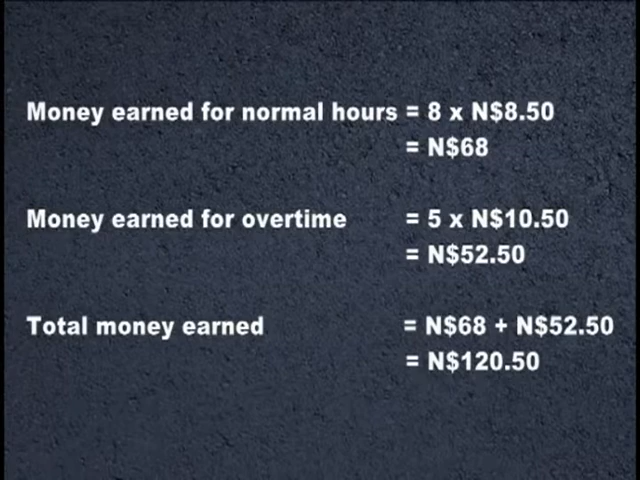 Money earned for normal hours = 8 x N$8.50
= N$68
Money earned for overtime = 5 x N$10.50
= N$52.50
Total money earned = N$68 + N$52.50
= N$120.50